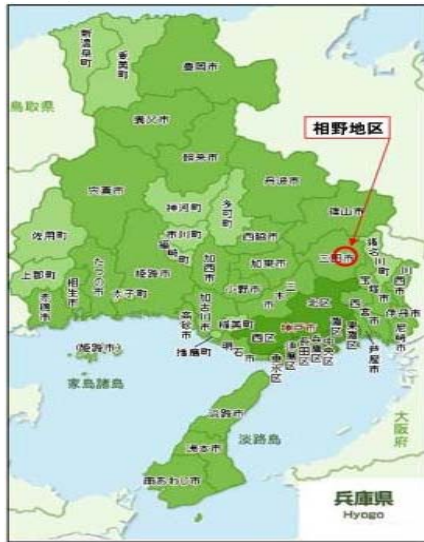 新温泉町
香美町
豊岡市
鳥取県
養父市
朝来市
相野地区
宍粟市
丹波市
神河町
多可町
篠山市
佐用町
市川町
福崎町
西脇市
猪名川町
上郡町
たつの市
姫路市
加西市
加東市
三田市
川西市
宝塚市
相生市
赤穂市
太子町
加古川市
小野市
三木市
北区
西宮市
伊丹市
尼崎市
高砂市
稲美町
神戸市
西区
灘区
東灘区
芦屋市
(姫路市)
播磨町
明石市
垂水区
須磨区
長田区
兵庫区
中央区
家島諸島
淡路市
淡路島
大阪府
洲本市
南あわじ市
兵庫県
Hyogo